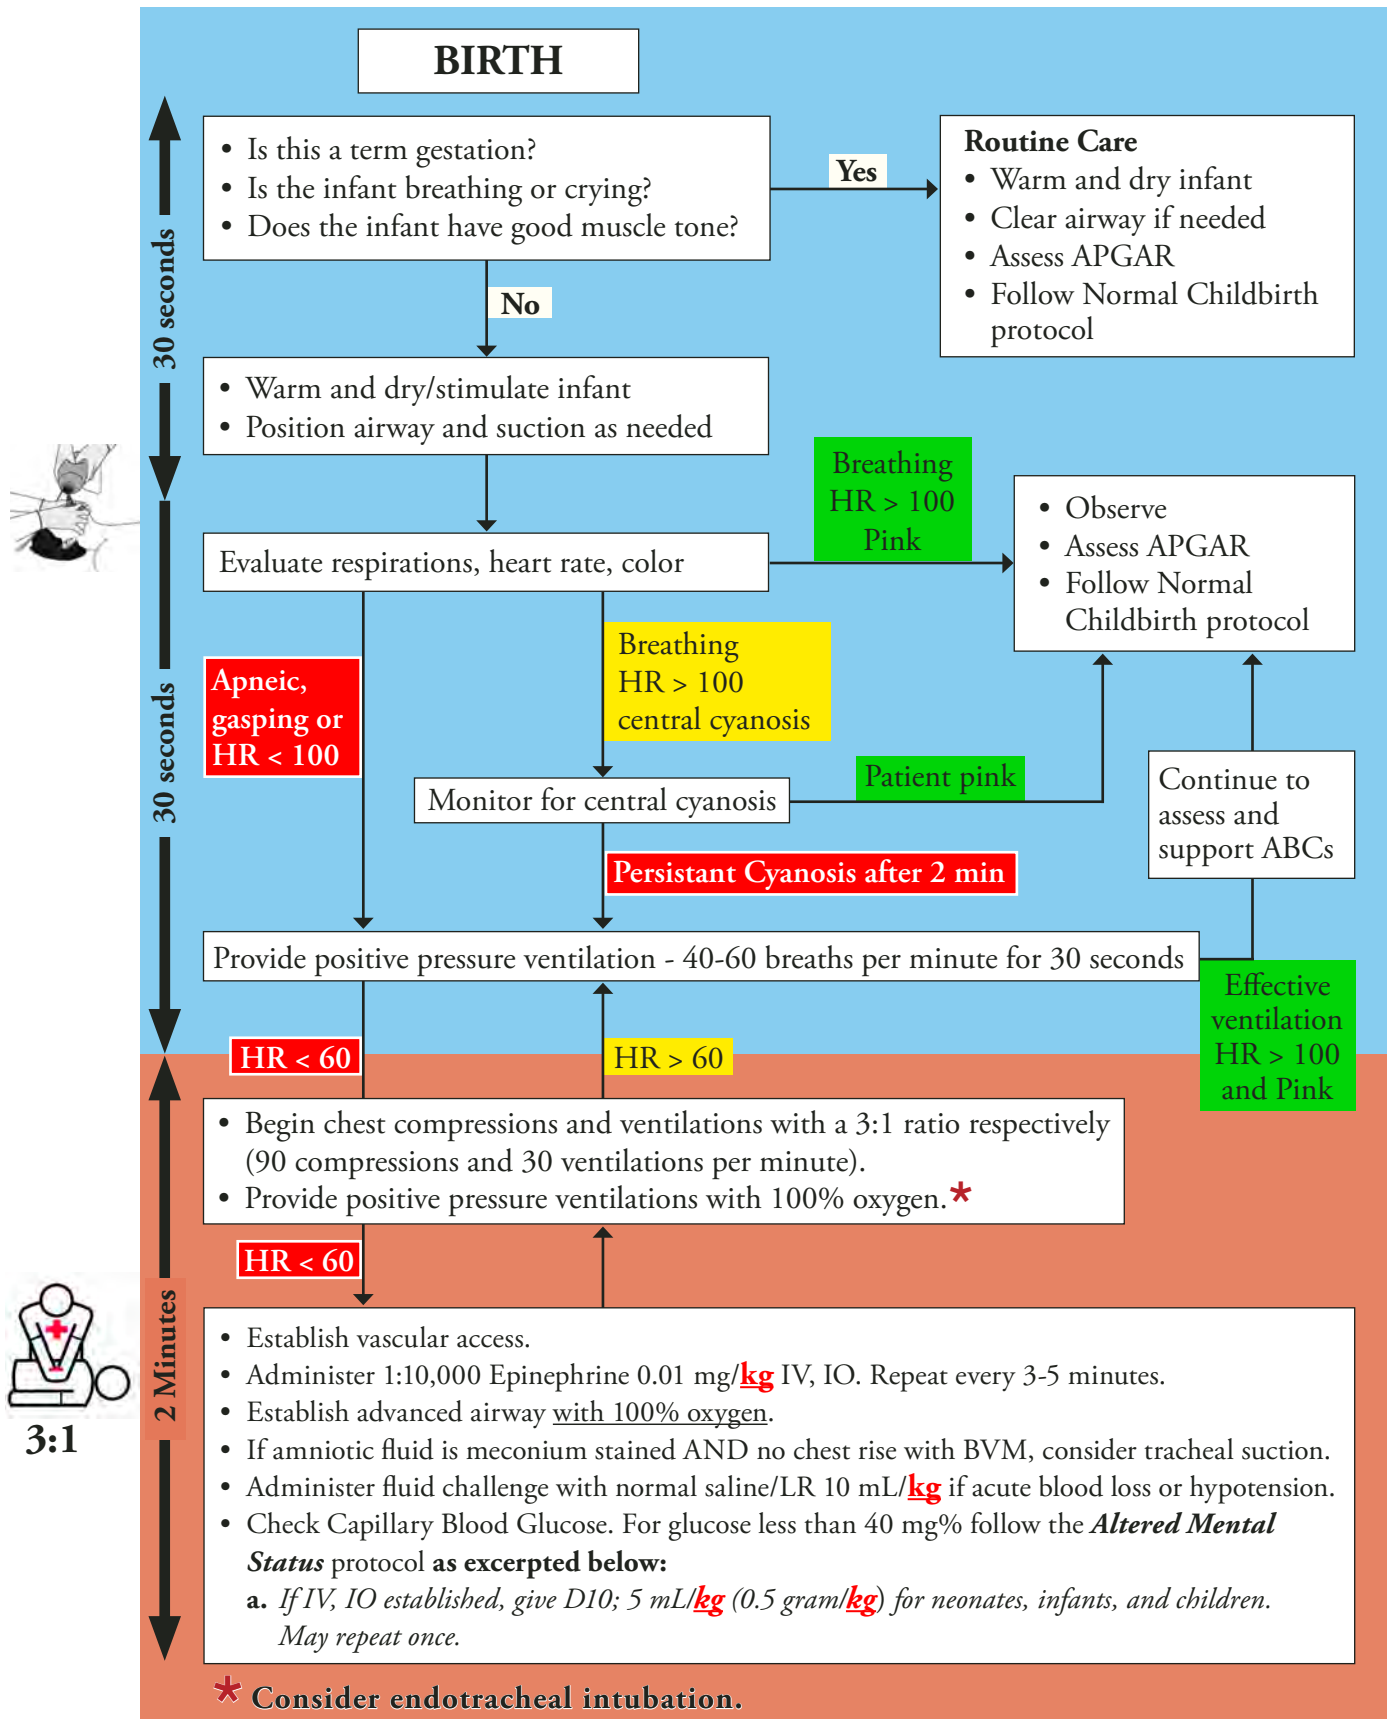 BIRTH
• Is this a term gestation?
• Is the infant breathing or crying?
• Does the infant have good muscle tone?
Yes
Routine Care
• Warm and dry infant
• Clear airway if needed
• Assess APGAR
• Follow Normal Childbirth
protocol
No
30 seconds
• Warm and dry/stimulate infant
• Position airway and suction as needed
Breathing
HR > 100
Pink
• Observe
• Assess APGAR
• Follow Normal
Childbirth protocol
Evaluate respirations, heart rate, color
30 seconds
Apneic,
gasping or
HR < 100
Breathing
HR > 100
central cyanosis
Monitor for central cyanosis
Patient pink
Continue to
assess and
support ABCs
Persistant Cyanosis after 2 min
Provide positive pressure ventilation - 40-60 breaths per minute for 30 seconds
Effective
ventilation
HR > 100
and Pink
HR < 60
HR > 60
• Begin chest compressions and ventilations with a 3:1 ratio respectively
(90 compressions and 30 ventilations per minute).
• Provide positive pressure ventilations with 100% oxygen.*
HR < 60
2 Minutes
3:1
• Establish vascular access.
• Administer 1:10,000 Epinephrine 0.01 mg/kg IV, IO. Repeat every 3-5 minutes.
• Establish advanced airway with 100% oxygen.
• If amniotic fluid is meconium stained AND no chest rise with BVM, consider tracheal suction.
• Administer fluid challenge with normal saline/LR 10 mL/kg if acute blood loss or hypotension.
• Check Capillary Blood Glucose. For glucose less than 40 mg% follow the Altered Mental
Status protocol as excerpted below:
a. If IV, IO established, give D10; 5 mL/kg (0.5 gram/kg) for neonates, infants, and children.
May repeat once.
* Consider endotracheal intubation.